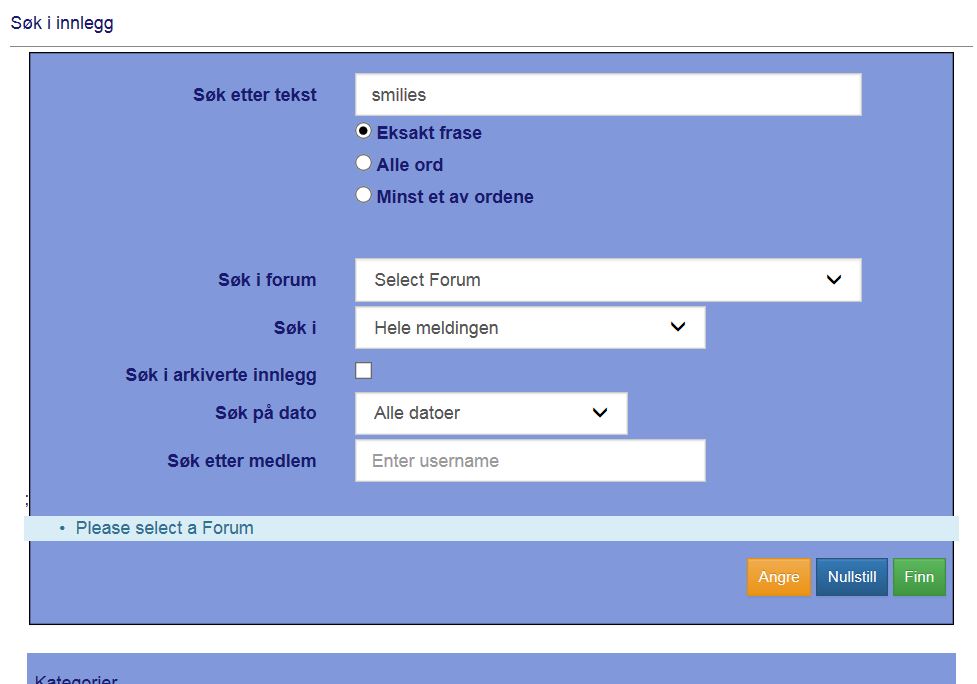 Søk i innlegg
Søk etter tekst smilies
Eksakt frase
Alle ord
Minst et av ordene
Søk i forum Select Forum
Søk i Hele meldingen
Søk i arkiverte innlegg
Søk på dato Alle datoer
Søk etter medlem Enter username
;
• Please select a Forum
Angre Nullstill Finn
Kategorier